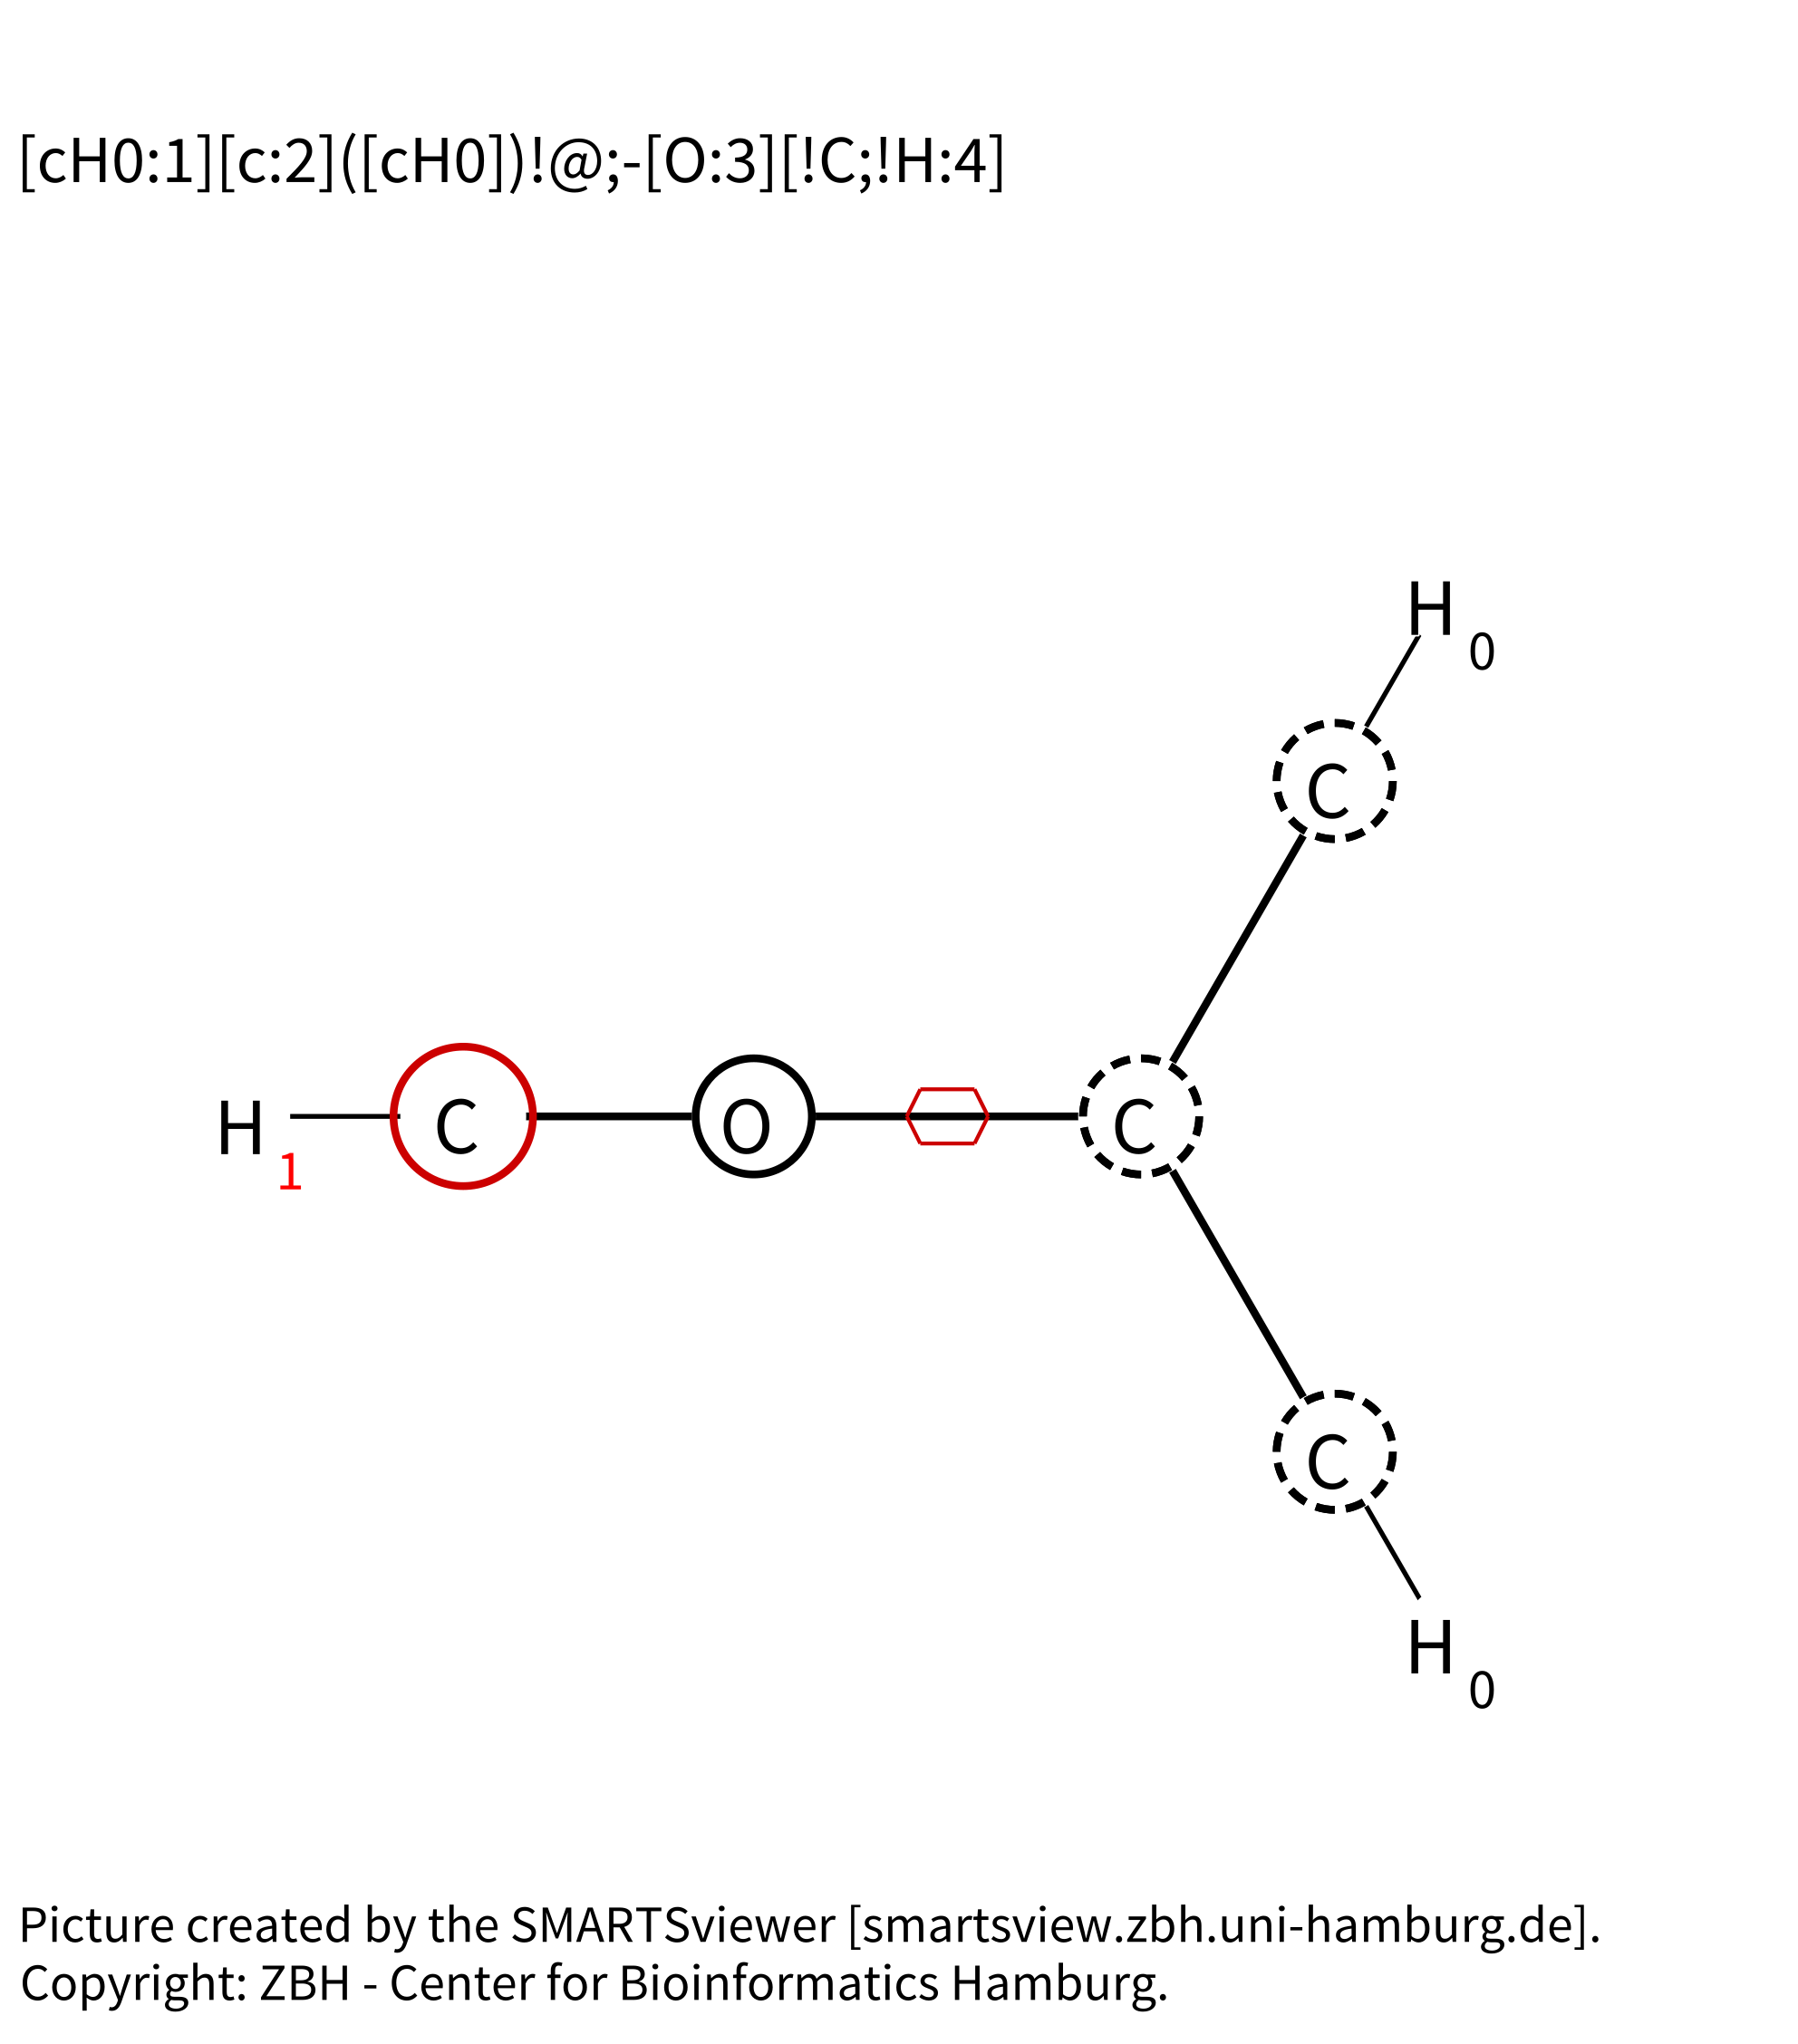 [cH0:1][c:2]([cH0])!@;-[O:3][!C;!H:4]
H 0
C
H 1 C O C
C
H 0
Picture created by the SMARTSviewer [smartsview.zbh.uni-hamburg.de].
Copyright: ZBH - Center for Bioinformatics Hamburg.